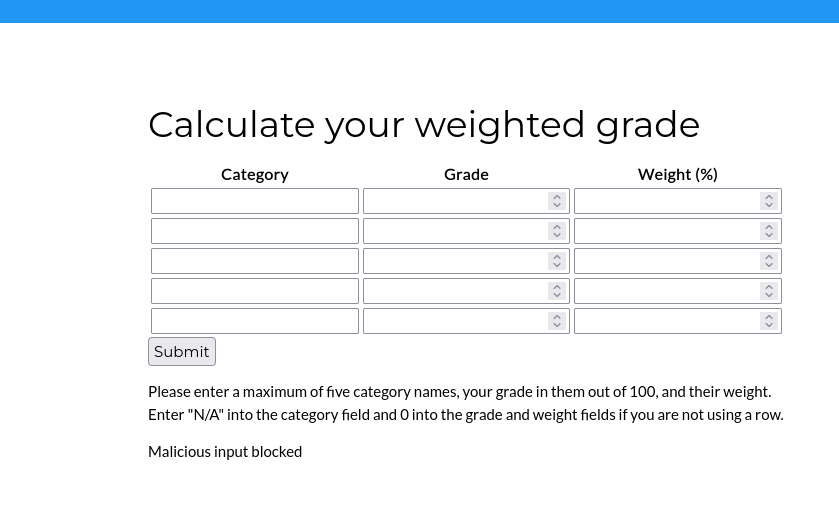 Calculate your weighted grade
Category Grade Weight (%)
Submit
Please enter a maximum of five category names, your grade in them out of 100, and their weight.
Enter "N/A" into the category field and 0 into the grade and weight fields if you are not using a row.
Malicious input blocked